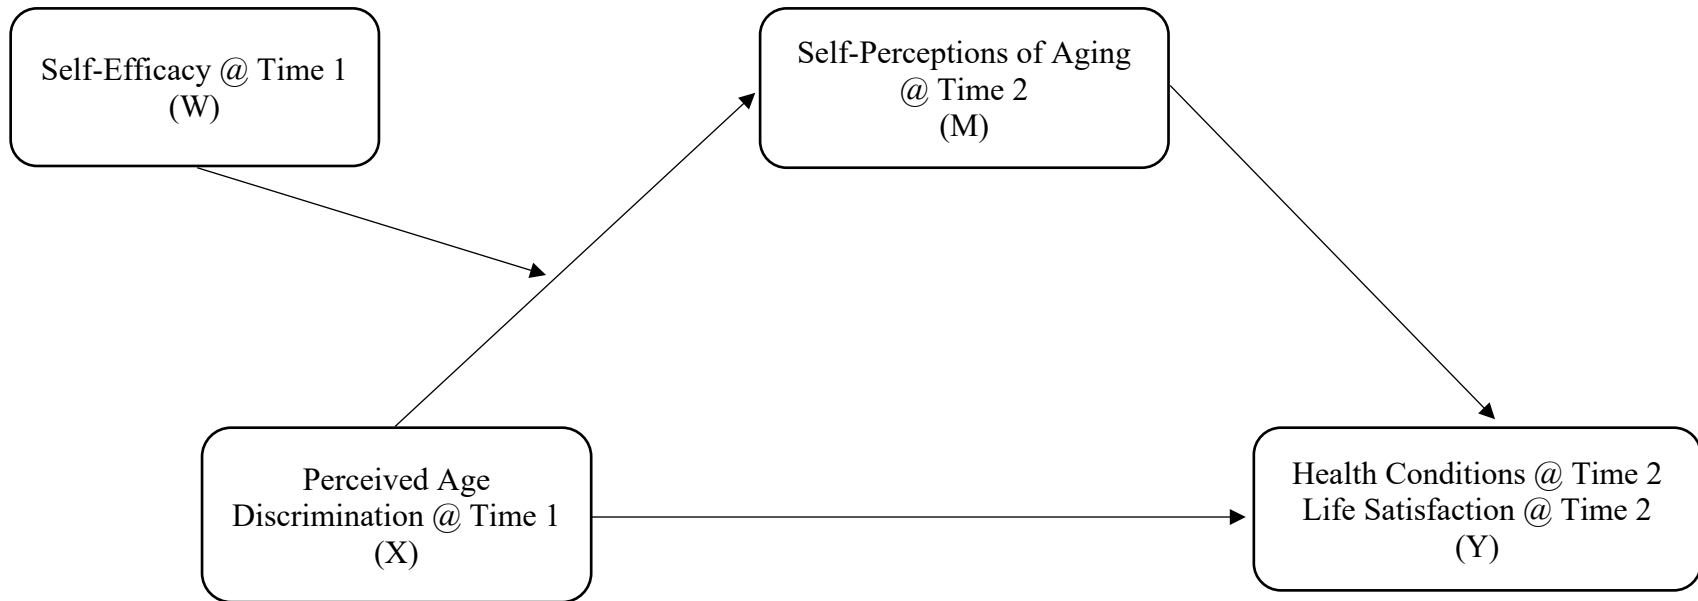 Self-Efficacy @ Time 1
(W)
Self-Perceptions of Aging
@ Time 2
(M)
Perceived Age
Discrimination @ Time 1
(X)
Health Conditions @ Time 2
Life Satisfaction @ Time 2
(Y)